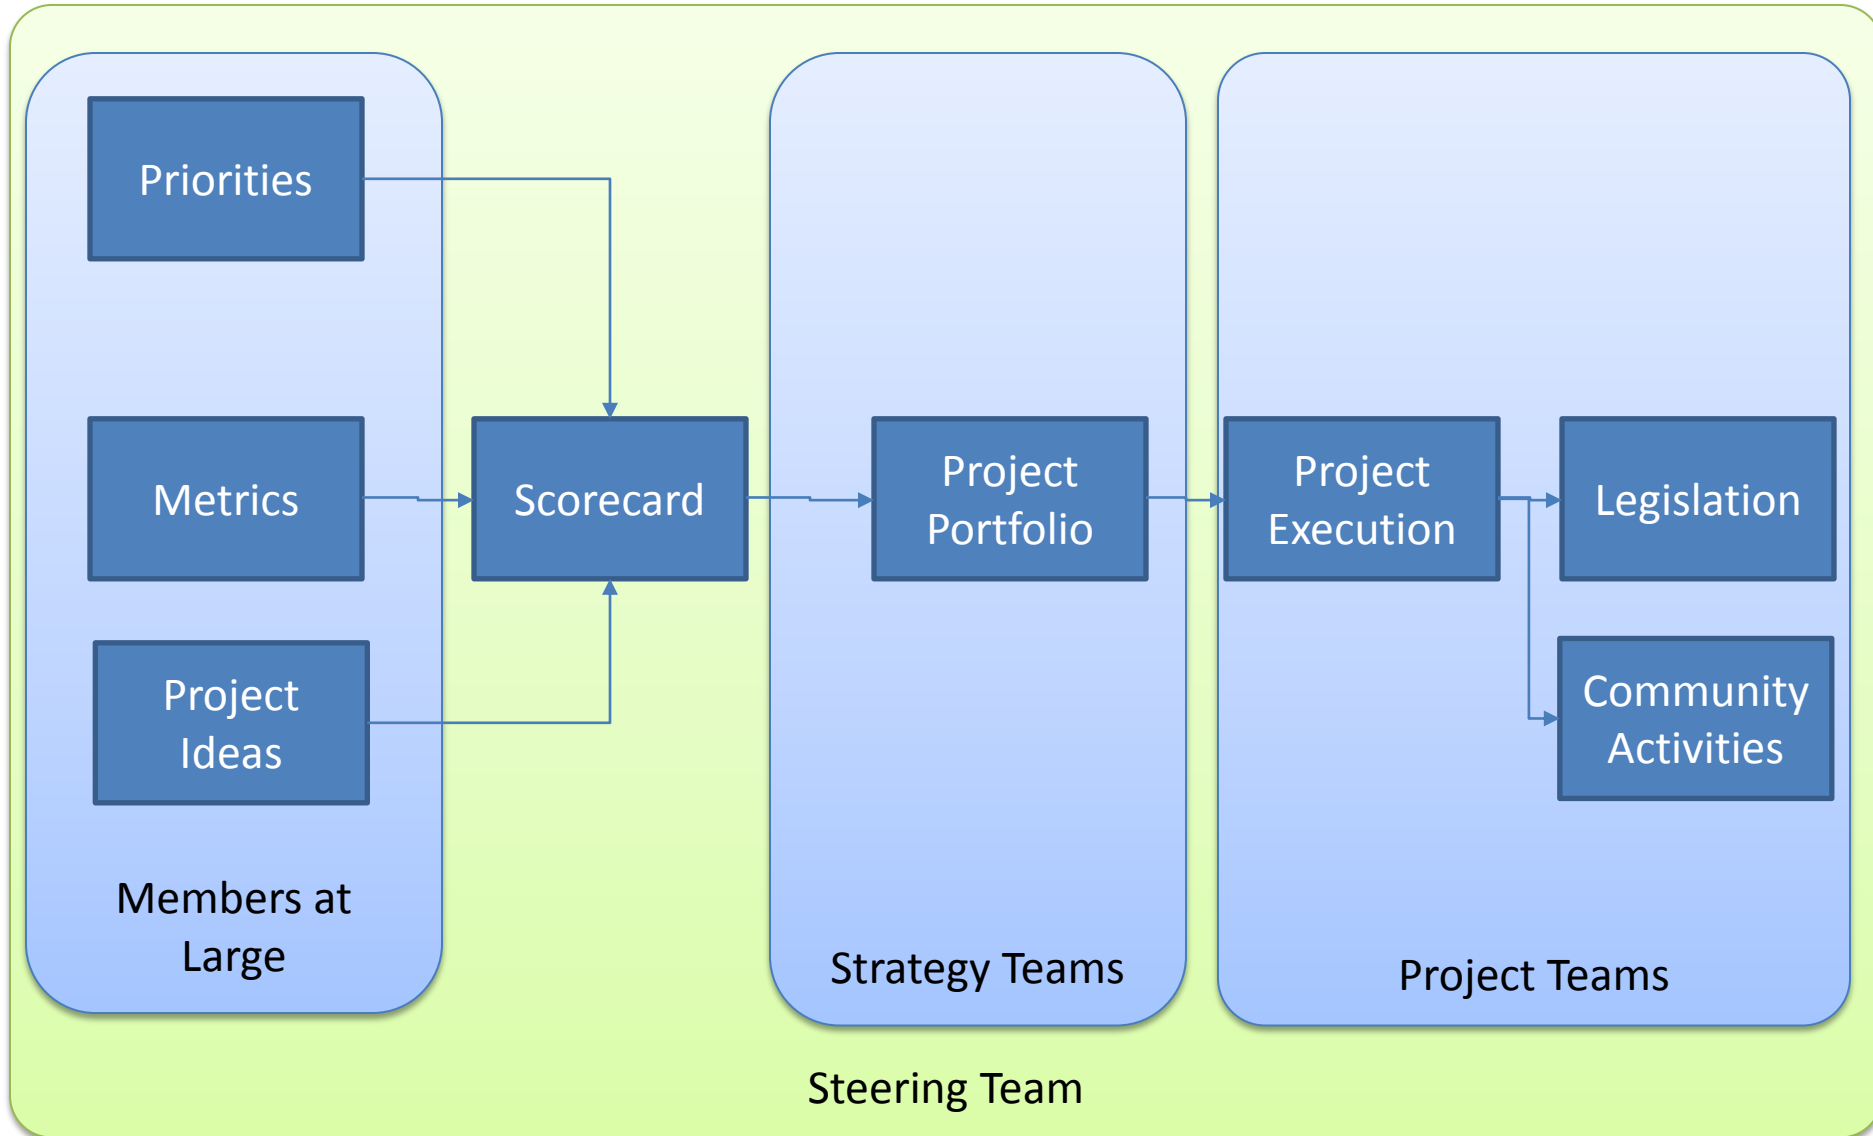 Priorities
Metrics
Project
Ideas
Members at
Large
Scorecard
Project
Portfolio
Strategy Teams
Project
Execution
Legislation
Community
Activities
Project Teams
Steering Team